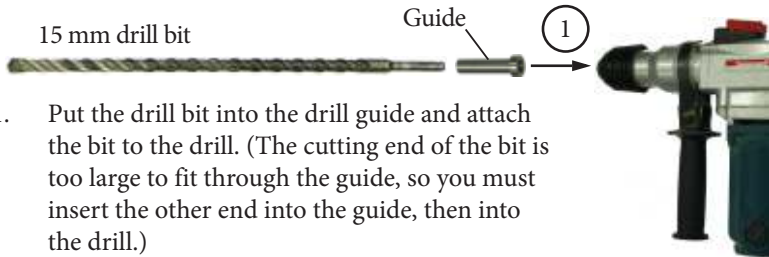 Guide
1
15 mm drill bit
Put the drill bit into the drill guide and attach
the bit to the drill. (The cutting end of the bit is
too large to fit through the guide, so you must
insert the other end into the guide, then into
the drill.)